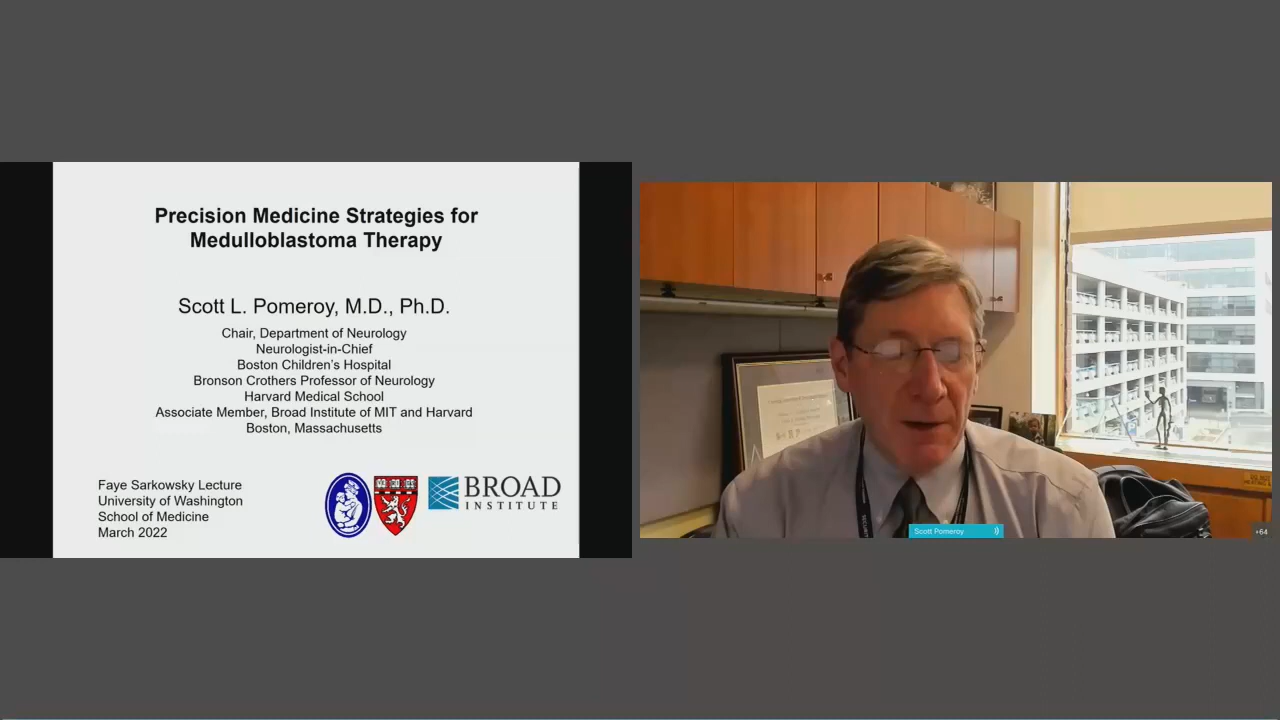 Precision Medicine Strategies for
Medulloblastoma Therapy
Scott L. Pomeroy, M.D., Ph.D.
Chair, Department of Neurology
Neurologist-in-Chief
Boston Children's Hospital
Bronson Crothers Professor of Neurology
Harvard Medical School
Associate Member, Broad Institute of MIT and Harvard
Boston, Massachusetts
Faye Sarkowsky Lecture
University of Washington
School of Medicine
March 2022
BROAD
INSTITUTE
Scott Pomeroy
+64